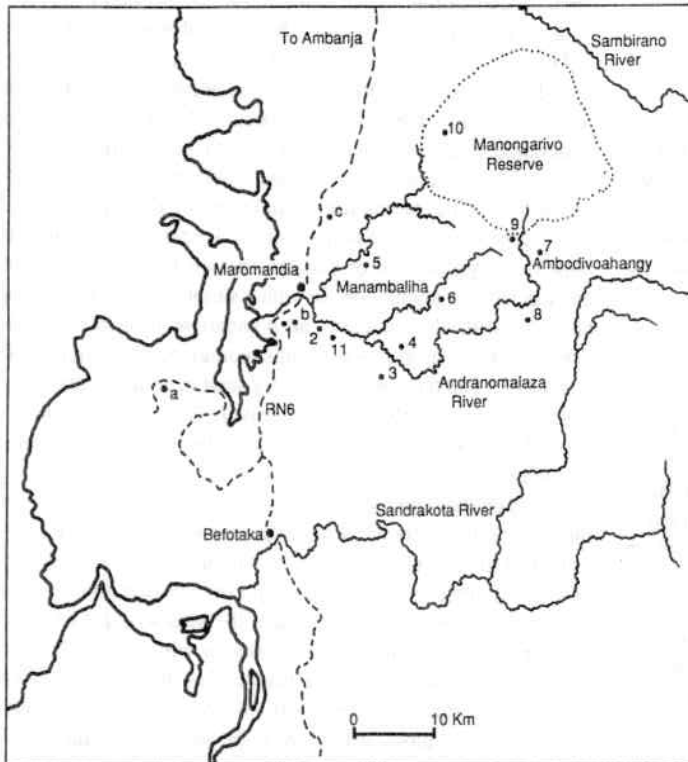 To Ambanja
Sambirano
River
10
Manongarivo
Reserve
c
9
7
5
Maromandia
Ambodivoahangy
Manambaliha
6
b
1
2
8
11
4
3
a
Andranomalaza
River
RN6
Sandrakota River
Befotaka
0
10 Km